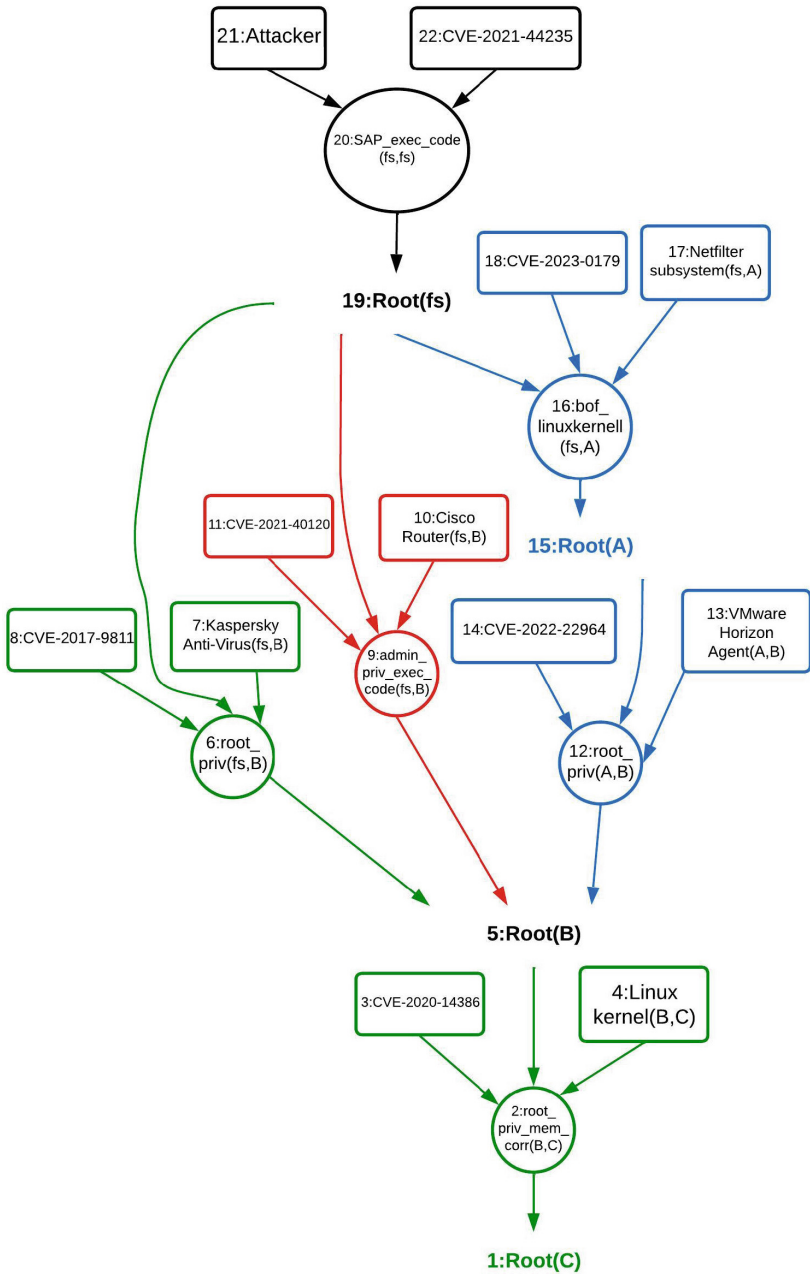 21:Attacker
22:CVE-2021-44235
20:SAP_exec_code
(fs,fs)
18:CVE-2023-0179
17:Netfilter
subsystem(fs,A)
19:Root(fs)
16:bof_
linuxkernell
(fs,A)
11:CVE-2021-40120
10:Cisco
Router(fs,B)
15:Root(A)
8:CVE-2017-9811
7:Kaspersky
Anti-Virus(fs,B)
14:CVE-2022-22964
13:VMware
Horizon
Agent(A,B)
9:admin_
priv_exec_
code(fs,B)
6:root_
priv(fs,B)
12:root_
priv(A,B)
5:Root(B)
3:CVE-2020-14386
4:Linux
kernel(B,C)
2:root_
priv_mem_
corr(B,C)
1:Root(C)